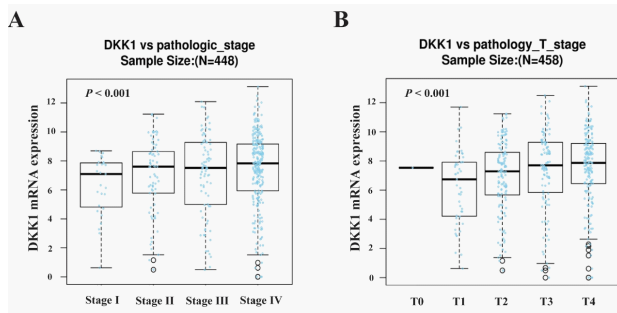 A
DKK1 vs pathologic_stage
Sample Size:(N=448)
P < 0.001
DKK1 mRNA expression
12
10
8
6
4
2
0
Stage I
Stage II
Stage III
Stage IV
B
DKK1 vs pathology_T_stage
Sample Size:(N=458)
P < 0.001
DKK1 mRNA expression
12
10
8
6
4
2
0
T0
T1
T2
T3
T4